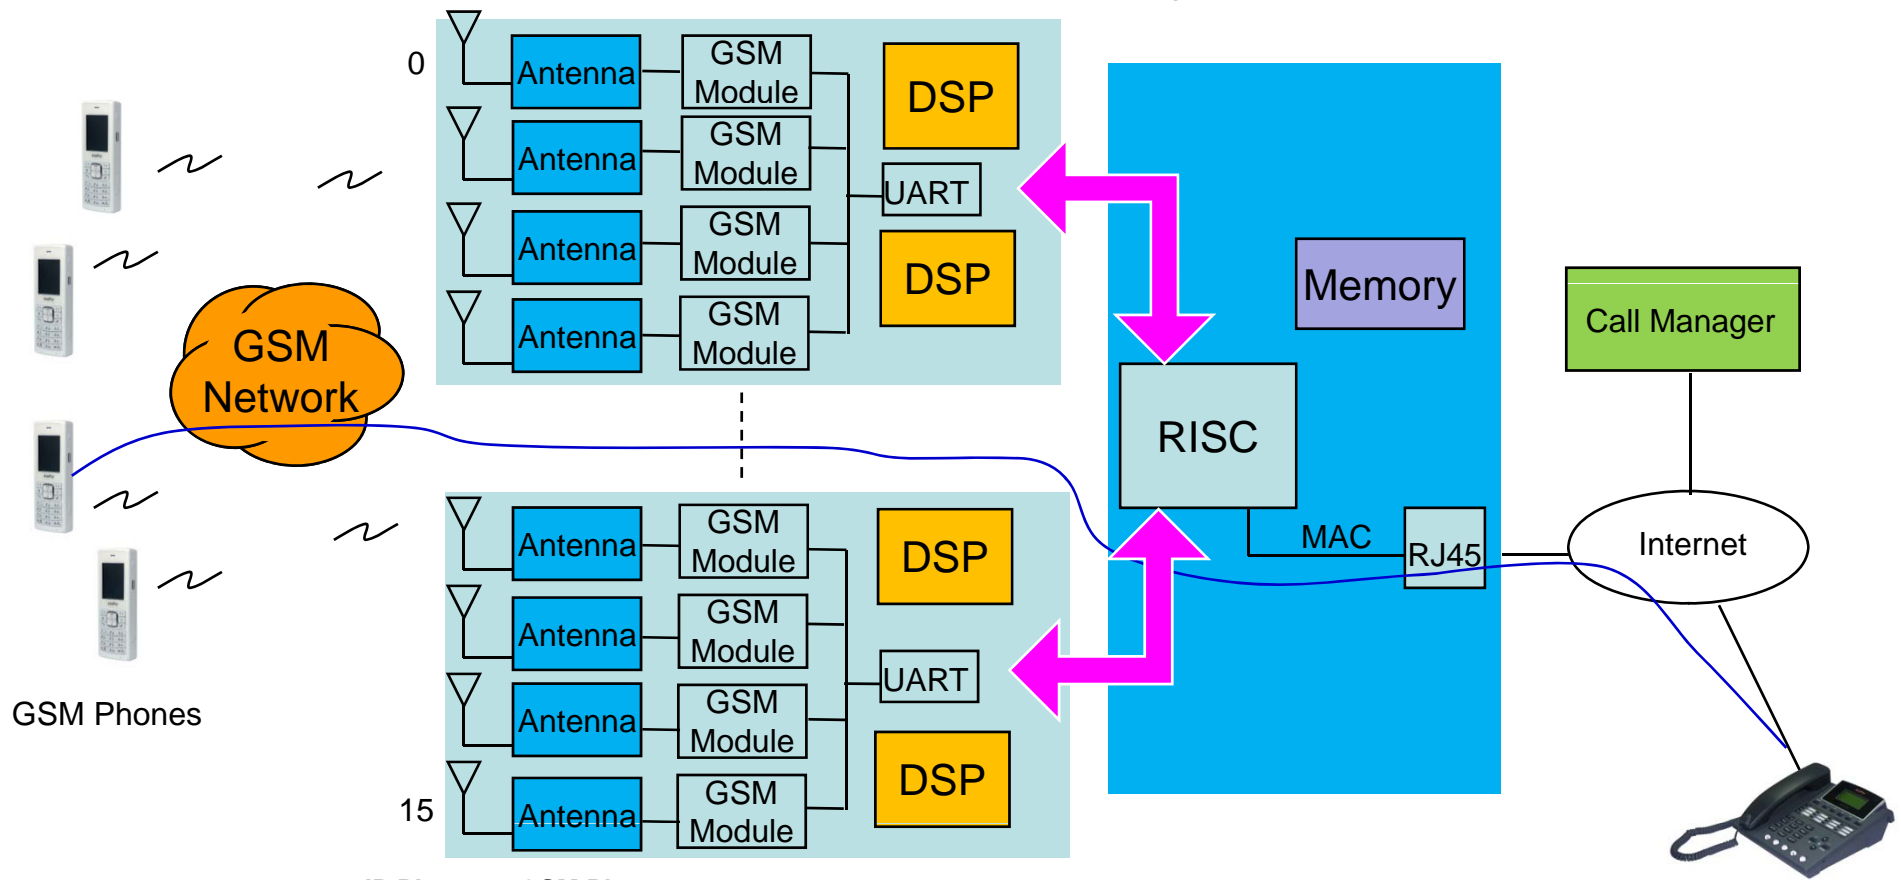 0
Antenna
GSM
Module
DSP
Antenna
GSM
Module
UART
Antenna
GSM
Module
DSP
Antenna
GSM
Module
GSM
Network
Memory
Call Manager
RISC
MAC
RJ45
Internet
Antenna
GSM
Module
DSP
Antenna
GSM
Module
UART
Antenna
GSM
Module
DSP
Antenna
GSM
Module
15
GSM Phones